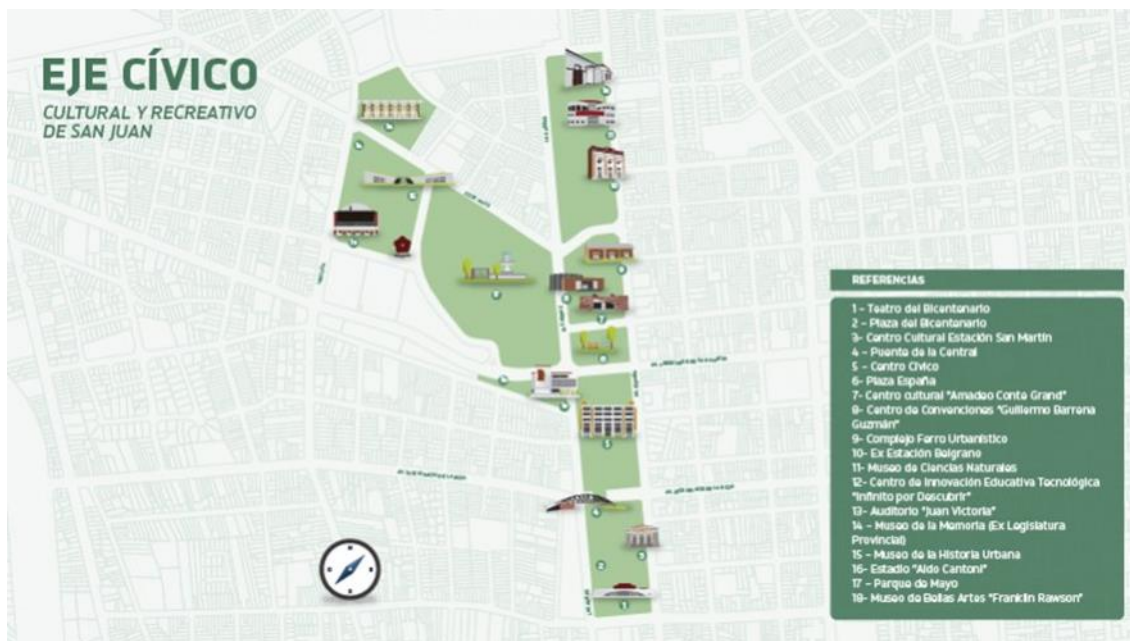 EJE CÍVICO
CULTURAL Y RECREATIVO
DE SAN JUAN
REFERENCIAS
1 - Teatro del Bicentenario
2 - Plaza del Bicentenario
3- Centro Cultural Estación San Martín
4 - Puente de la Central
5 - Centro Cívico
6- Plaza España
7- Centro cultural "Amadeo Conte Grand"
8- Centro de Convenciones "Guillermo Barrena
Guzmán"
9- Complejo Ferro Urbanístico
10- Ex Estación Belgrano
11- Museo de Ciencias Naturales
12- Centro de Innovación Educativa Tecnológica
"Infinito por Descubrir"
13- Auditorio "Juan Victoria"
14 - Museo de la Memoria (Ex Legislatura
Provincial)
15 - Museo de la Historia Urbana
16- Estadio "Aldo Cantoni"
17 - Parque de Mayo
18- Museo de Bellas Artes "Franklin Rawson"
5
4
3
2
1